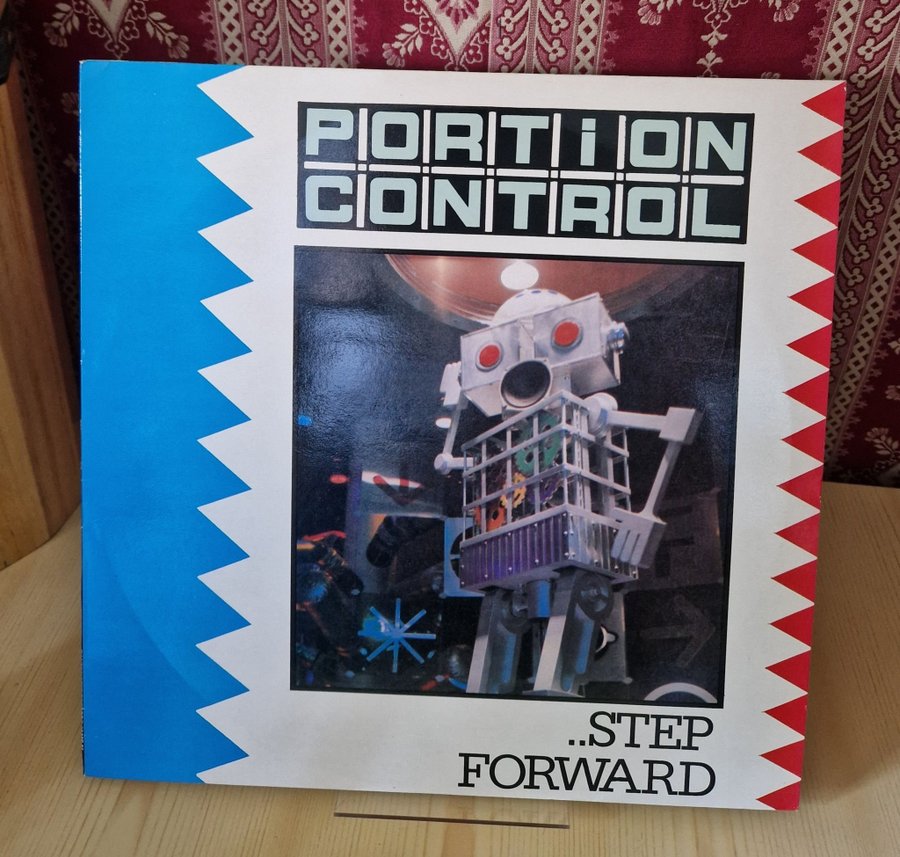 PORTiON
CONTROL
..STEP
FORWARD